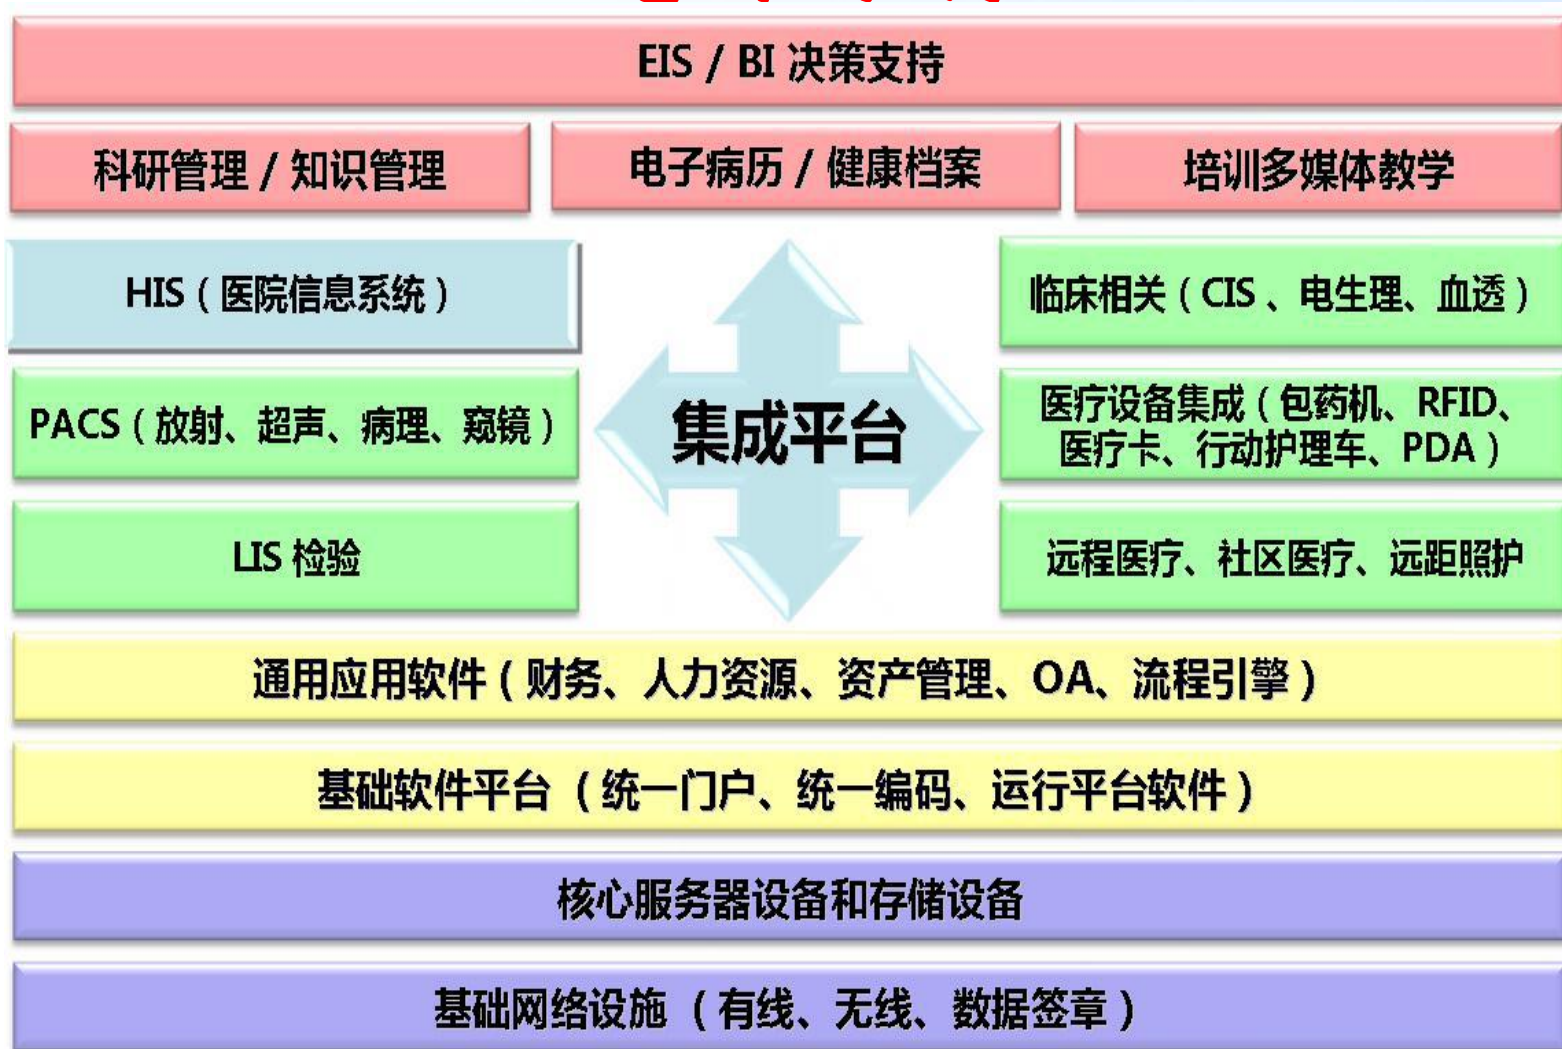 EIS / BI 决策支持
科研管理 / 知识管理
电子病历 / 健康档案
培训多媒体教学
HIS（医院信息系统）
临床相关（CIS 、电生理、血透）
PACS（放射、超声、病理、窥镜）
集成平台
医疗设备集成（包药机、RFID、
医疗卡、行动护理车、PDA）
LIS 检验
远程医疗、社区医疗、远距照护
通用应用软件（财务、人力资源、资产管理、OA、流程引擎）
基础软件平台 （统一门户、统一编码、运行平台软件）
核心服务器设备和存储设备
基础网络设施 （有线、无线、数据签章）